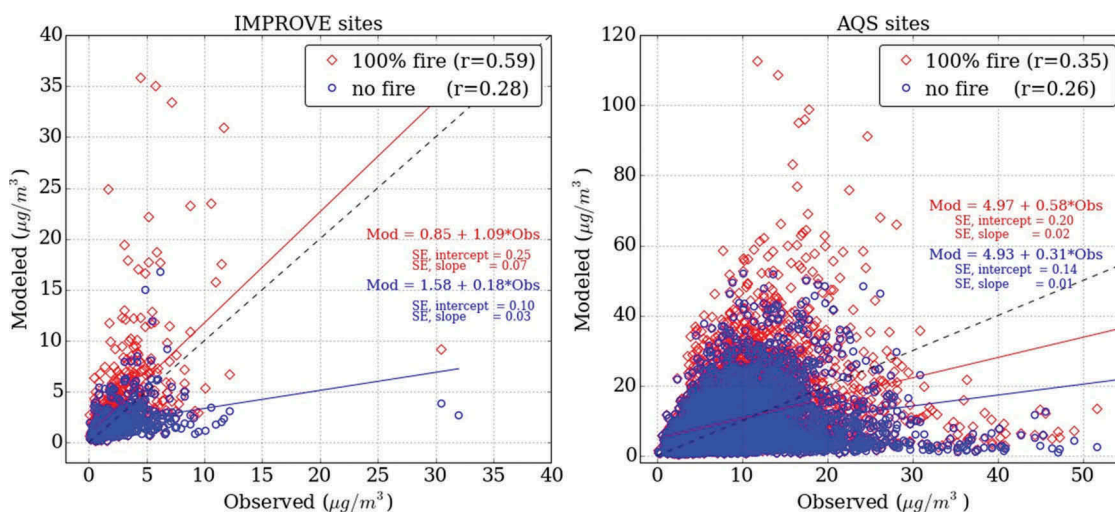 IMPROVE sites
40
35
30
25
20
15
10
5
0
Modeled (μg/m³)
100% fire (r=0.59)
no fire (r=0.28)
Mod = 0.85 + 1.09*Obs
SE, intercept = 0.25
SE, slope = 0.07
Mod = 1.58 + 0.18*Obs
SE, intercept = 0.10
SE, slope = 0.03
0 5 10 15 20 25 30 35 40
Observed (μg/m³)
AQS sites
120
100
80
60
40
20
0
Modeled (μg/m³)
100% fire (r=0.35)
no fire (r=0.26)
Mod = 4.97 + 0.58*Obs
SE, intercept = 0.20
SE, slope = 0.02
Mod = 4.93 + 0.31*Obs
SE, intercept = 0.14
SE, slope = 0.01
0 10 20 30 40 50
Observed (μg/m³)